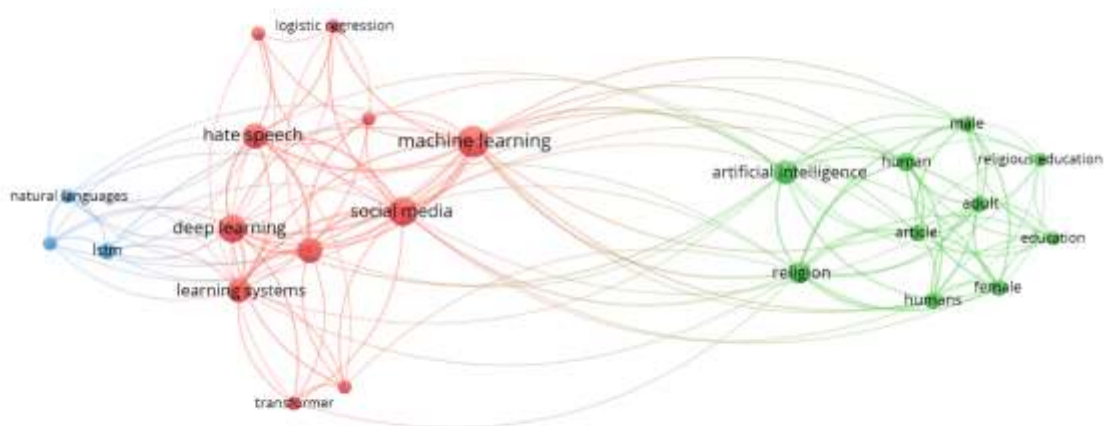 logistic regression
hate speech
machine learning
natural languages
social media
deep learning
lstm
learning systems
transformer
male
human
religious education
artificial intelligence
adult
article
education
religion
female
humans